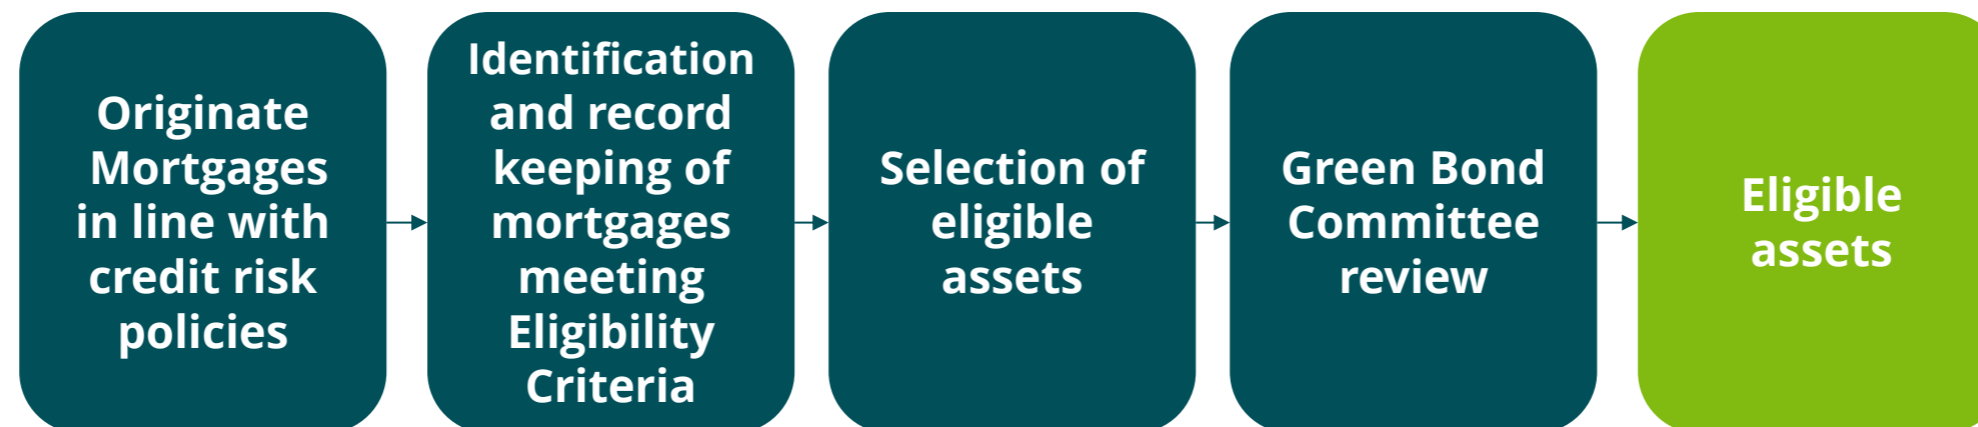 Originate
Mortgages
in line with
credit risk
policies
Identification
and record
keeping of
mortgages
meeting
Eligibility
Criteria
Selection of
eligible
assets
Green Bond
Committee
review
Eligible
assets